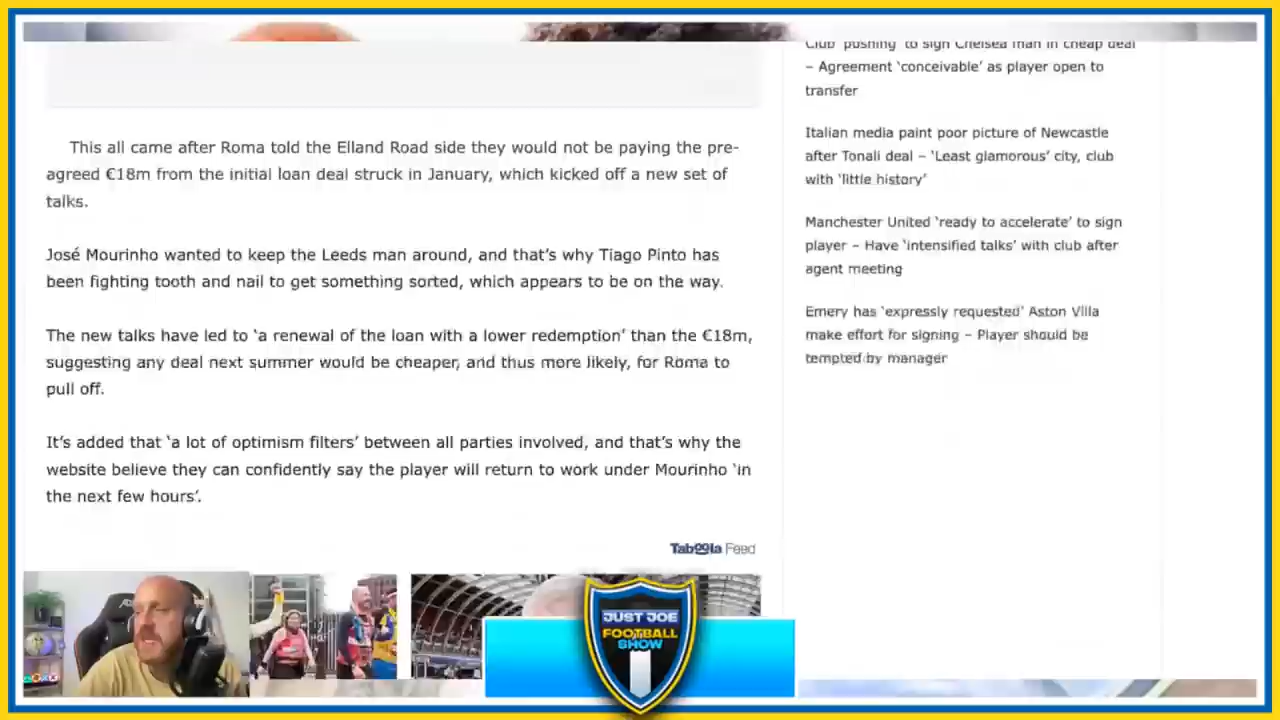 This all came after Roma told the Elland Road side they would not be paying the pre-
agreed €18m from the initial loan deal struck in January, which kicked off a new set of
talks.
José Mourinho wanted to keep the Leeds man around, and that's why Tiago Pinto has
been fighting tooth and nail to get something sorted, which appears to be on the way.
The new talks have led to 'a renewal of the loan with a lower redemption' than the €18m,
suggesting any deal next summer would be cheaper, and thus more likely, for Roma to
pull off.
It's added that 'a lot of optimism filters' between all parties involved, and that's why the
website believe they can confidently say the player will return to work under Mourinho 'in
the next few hours'.
Taboola Feed
Club 'pushing' to sign Chelsea man in cheap deal
– Agreement 'conceivable' as player open to
transfer
Italian media paint poor picture of Newcastle
after Tonali deal – 'Least glamorous' city, club
with 'little history'
Manchester United 'ready to accelerate' to sign
player – Have 'intensified talks' with club after
agent meeting
Emery has 'expressly requested' Aston Villa
make effort for signing – Player should be
tempted by manager
JUST JOE
FOOTBALL
SHOW